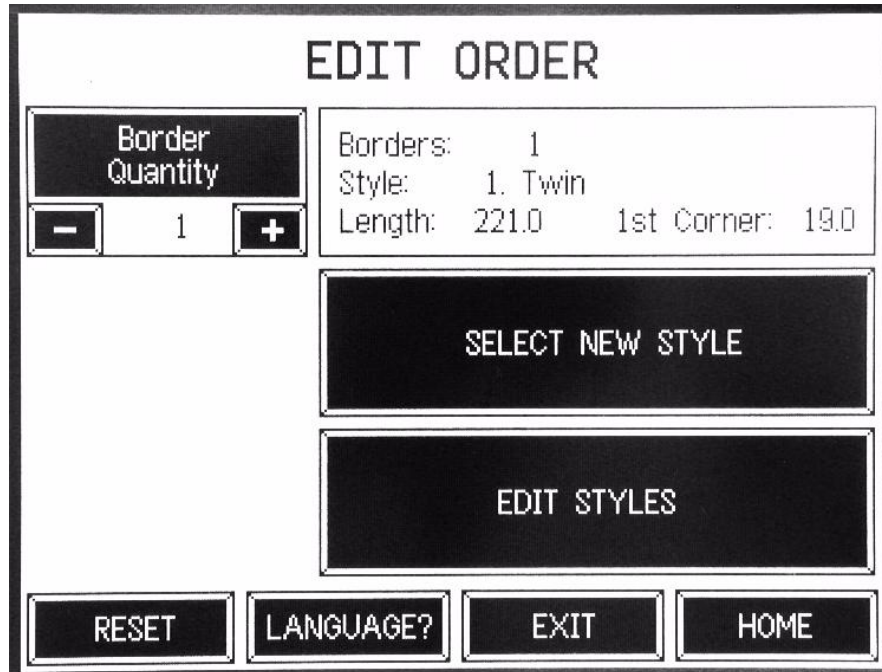 EDIT ORDER
Border
Quantity
- 1 +
Borders: 1
Style: 1. Twin
Length: 221.0 1st Corner: 19.0
SELECT NEW STYLE
EDIT STYLES
RESET
LANGUAGE?
EXIT
HOME